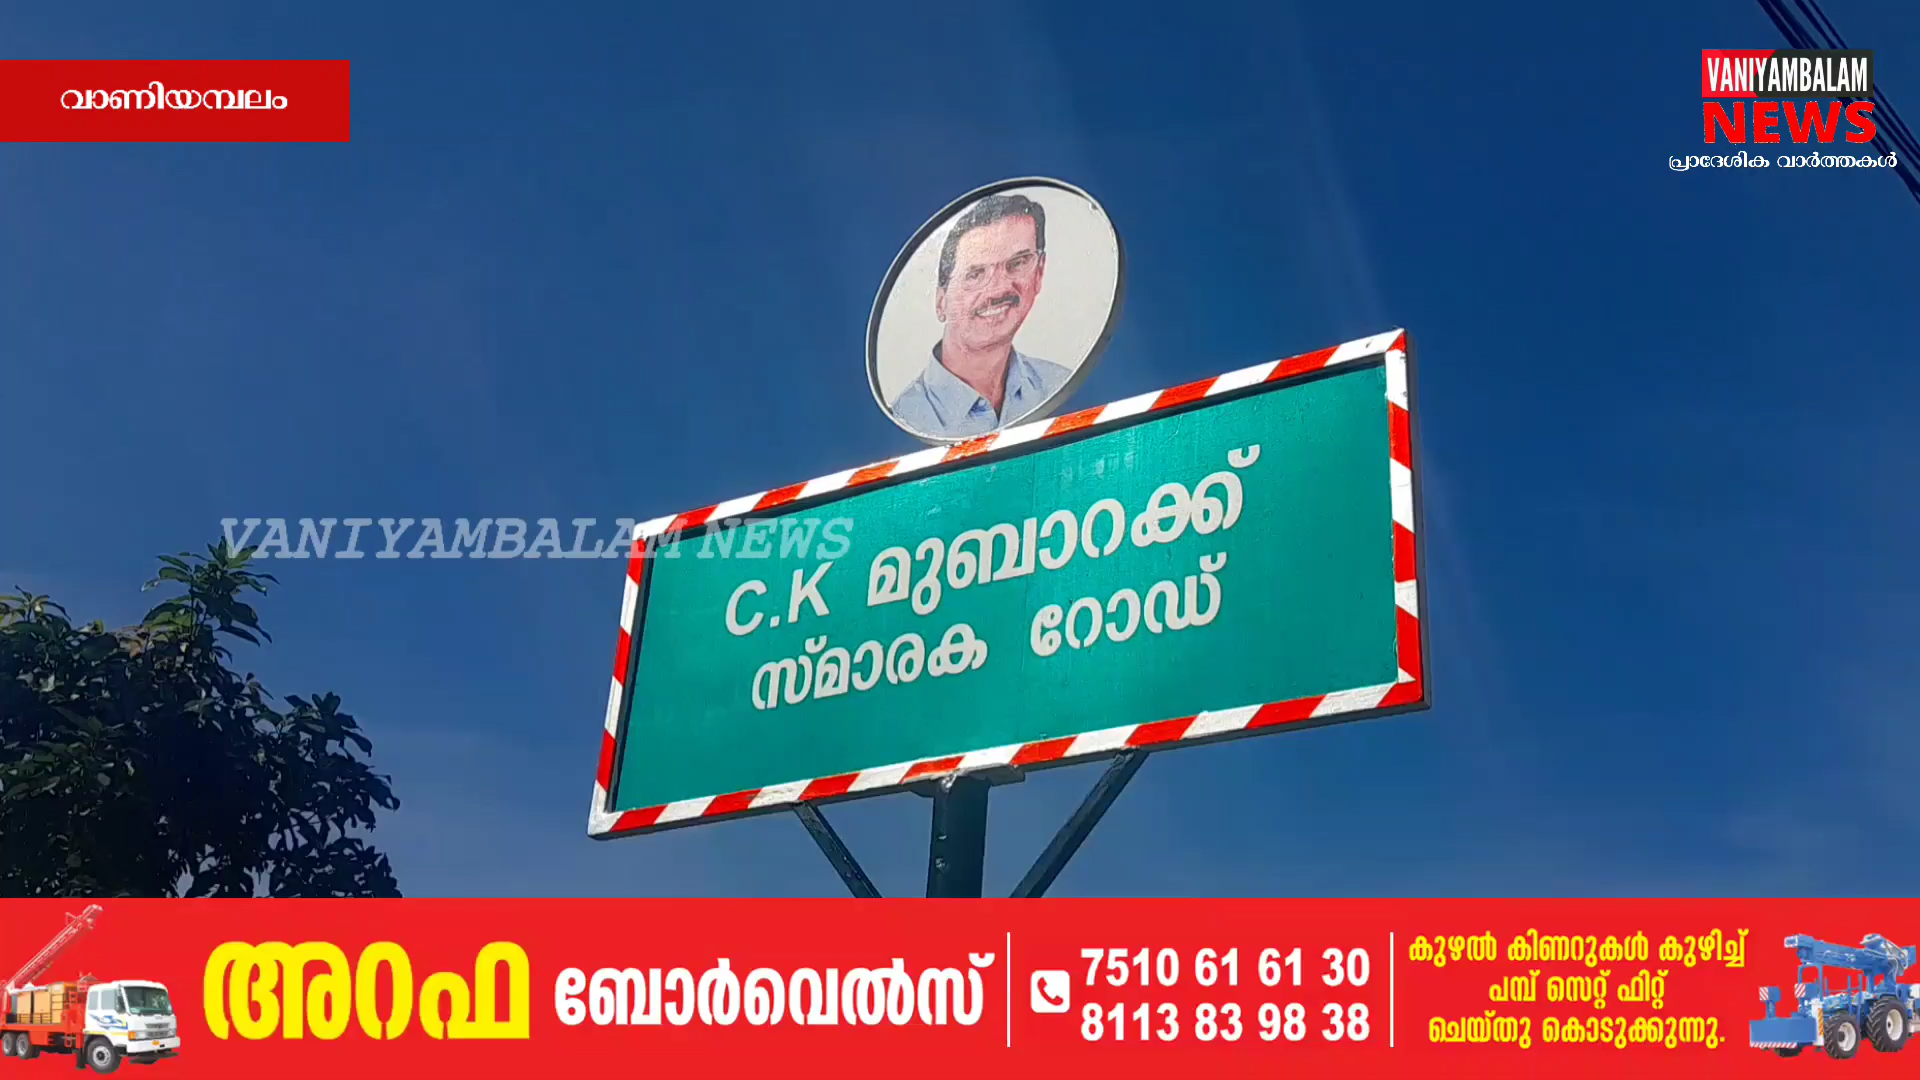 വാണിയമ്പലം
VANIYAMBALAM
NEWS
പ്രാദേശിക വാർത്തകൾ
VANIYAMBALAM NEWS
C.K മുബാറക്ക്
സ്മാരക റോഡ്
അറഫ ബോർവെൽസ്
7510 61 61 30
8113 83 98 38
കുഴൽ കിണറുകൾ കുഴിച്ച്
പമ്പ് സെറ്റ് ഫിറ്റ്
ചെയ്തു കൊടുക്കുന്നു.